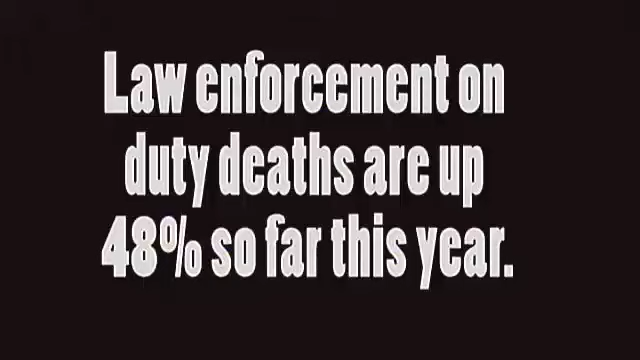 Law enforcement on
duty deaths are up
48% so far this year.